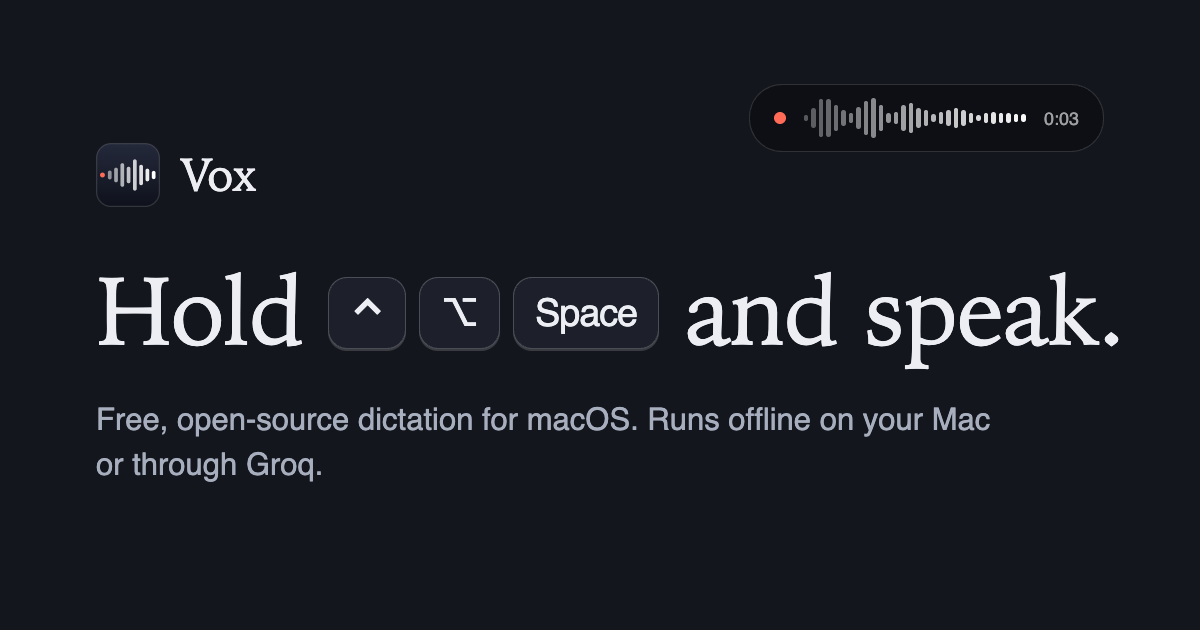 0:03
Vox
Hold ^ ⌥ Space and speak.
Free, open-source dictation for macOS. Runs offline on your Mac
or through Groq.